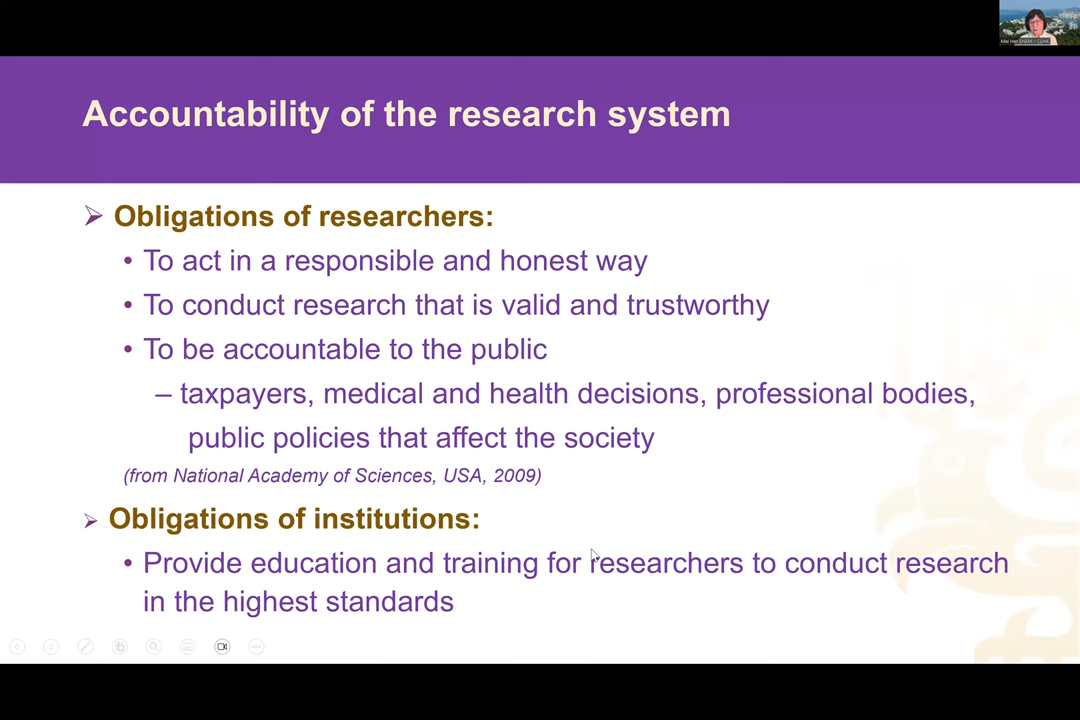 Accountability of the research system
➢ Obligations of researchers:
• To act in a responsible and honest way
• To conduct research that is valid and trustworthy
• To be accountable to the public
– taxpayers, medical and health decisions, professional bodies,
public policies that affect the society
(from National Academy of Sciences, USA, 2009)
➢ Obligations of institutions:
• Provide education and training for researchers to conduct research
in the highest standards